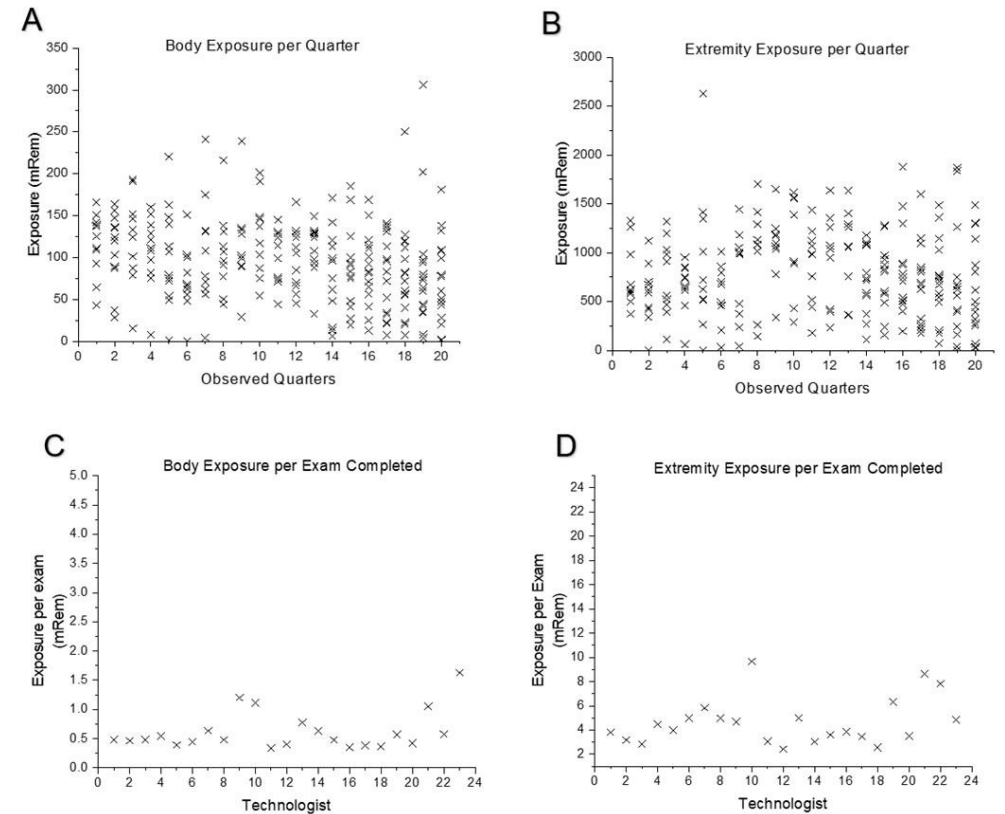 A
Body Exposure per Quarter
350
300
250
200
150
100
50
0
Exposure (mRem)
0 2 4 6 8 10 12 14 16 18 20
Observed Quarters
B
Extremity Exposure per Quarter
3000
2500
2000
1500
1000
500
0
Exposure (mRem)
0 2 4 6 8 10 12 14 16 18 20
Observed Quarters
C
Body Exposure per Exam Completed
5.0
4.5
4.0
3.5
3.0
2.5
2.0
1.5
1.0
0.5
0.0
Exposure per exam
(mRem)
0 2 4 6 8 10 12 14 16 18 20 22 24
Technologist
D
Extremity Exposure per Exam Completed
24
22
20
18
16
14
12
10
8
6
4
2
Exposure per Exam
(mRem)
0 2 4 6 8 10 12 14 16 18 20 22 24
Technologist